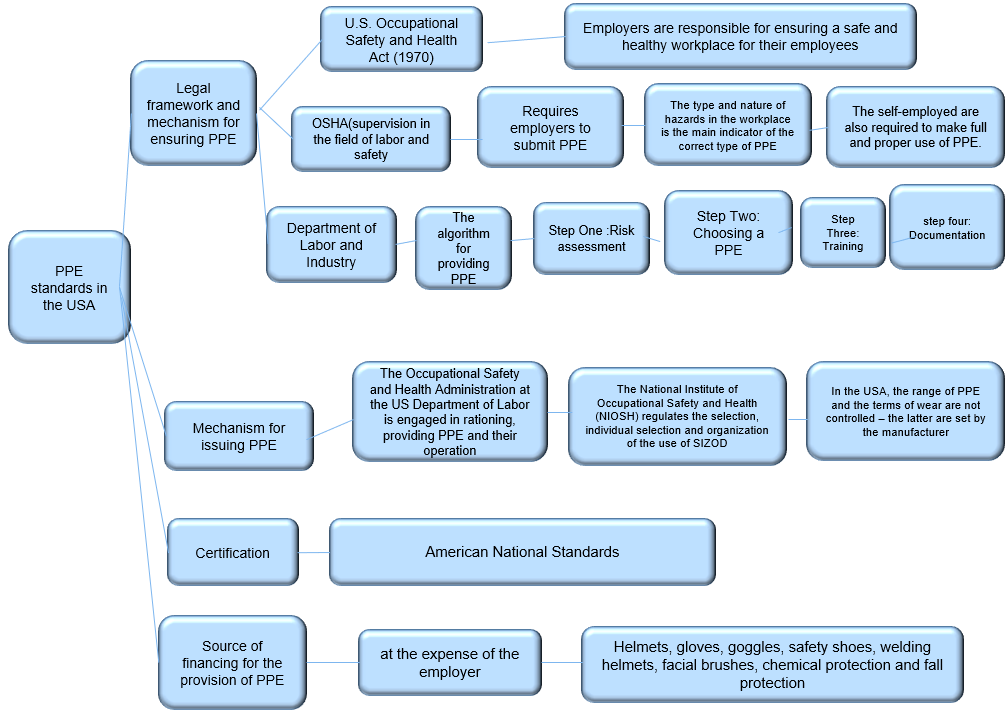 U.S. Occupational
Safety and Health
Act (1970)
Employers are responsible for ensuring a safe and
healthy workplace for their employees
Legal
framework and
mechanism for
ensuring PPE
OSHA(supervision in
the field of labor and
safety
Requires
employers to
submit PPE
The type and nature of
hazards in the workplace
is the main indicator of the
correct type of PPE
The self-employed are
also required to make full
and proper use of PPE.
Department of
Labor and
Industry
The
algorithm
for
providing
PPE
Step One :Risk
assessment
Step Two:
Choosing a
PPE
Step
Three:
Training
step four:
Documentation
PPE
standards in
the USA
Mechanism for
issuing PPE
The Occupational Safety
and Health Administration at
the US Department of Labor
is engaged in rationing,
providing PPE and their
operation
The National Institute of
Occupational Safety and Health
(NIOSH) regulates the selection,
individual selection and organization
of the use of SIZOD
In the USA, the range of PPE
and the terms of wear are not
controlled – the latter are set by
the manufacturer
Certification
American National Standards
Source of
financing for the
provision of PPE
at the expense of the
employer
Helmets, gloves, goggles, safety shoes, welding
helmets, facial brushes, chemical protection and fall
protection